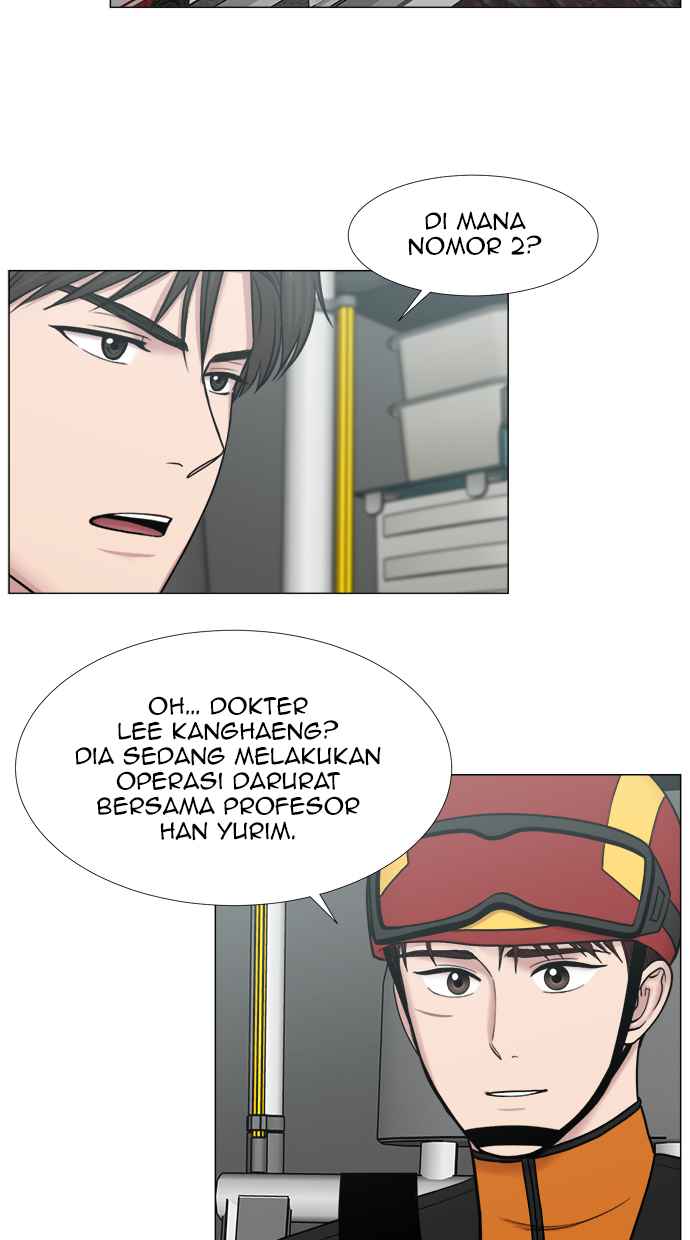 DI MANA
NOMOR 2?
OH... DOKTER
LEE KANGHAENG?
DIA SEDANG MELAKUKAN
OPERASI DARURAT
BERSAMA PROFESOR
HAN YURIM.